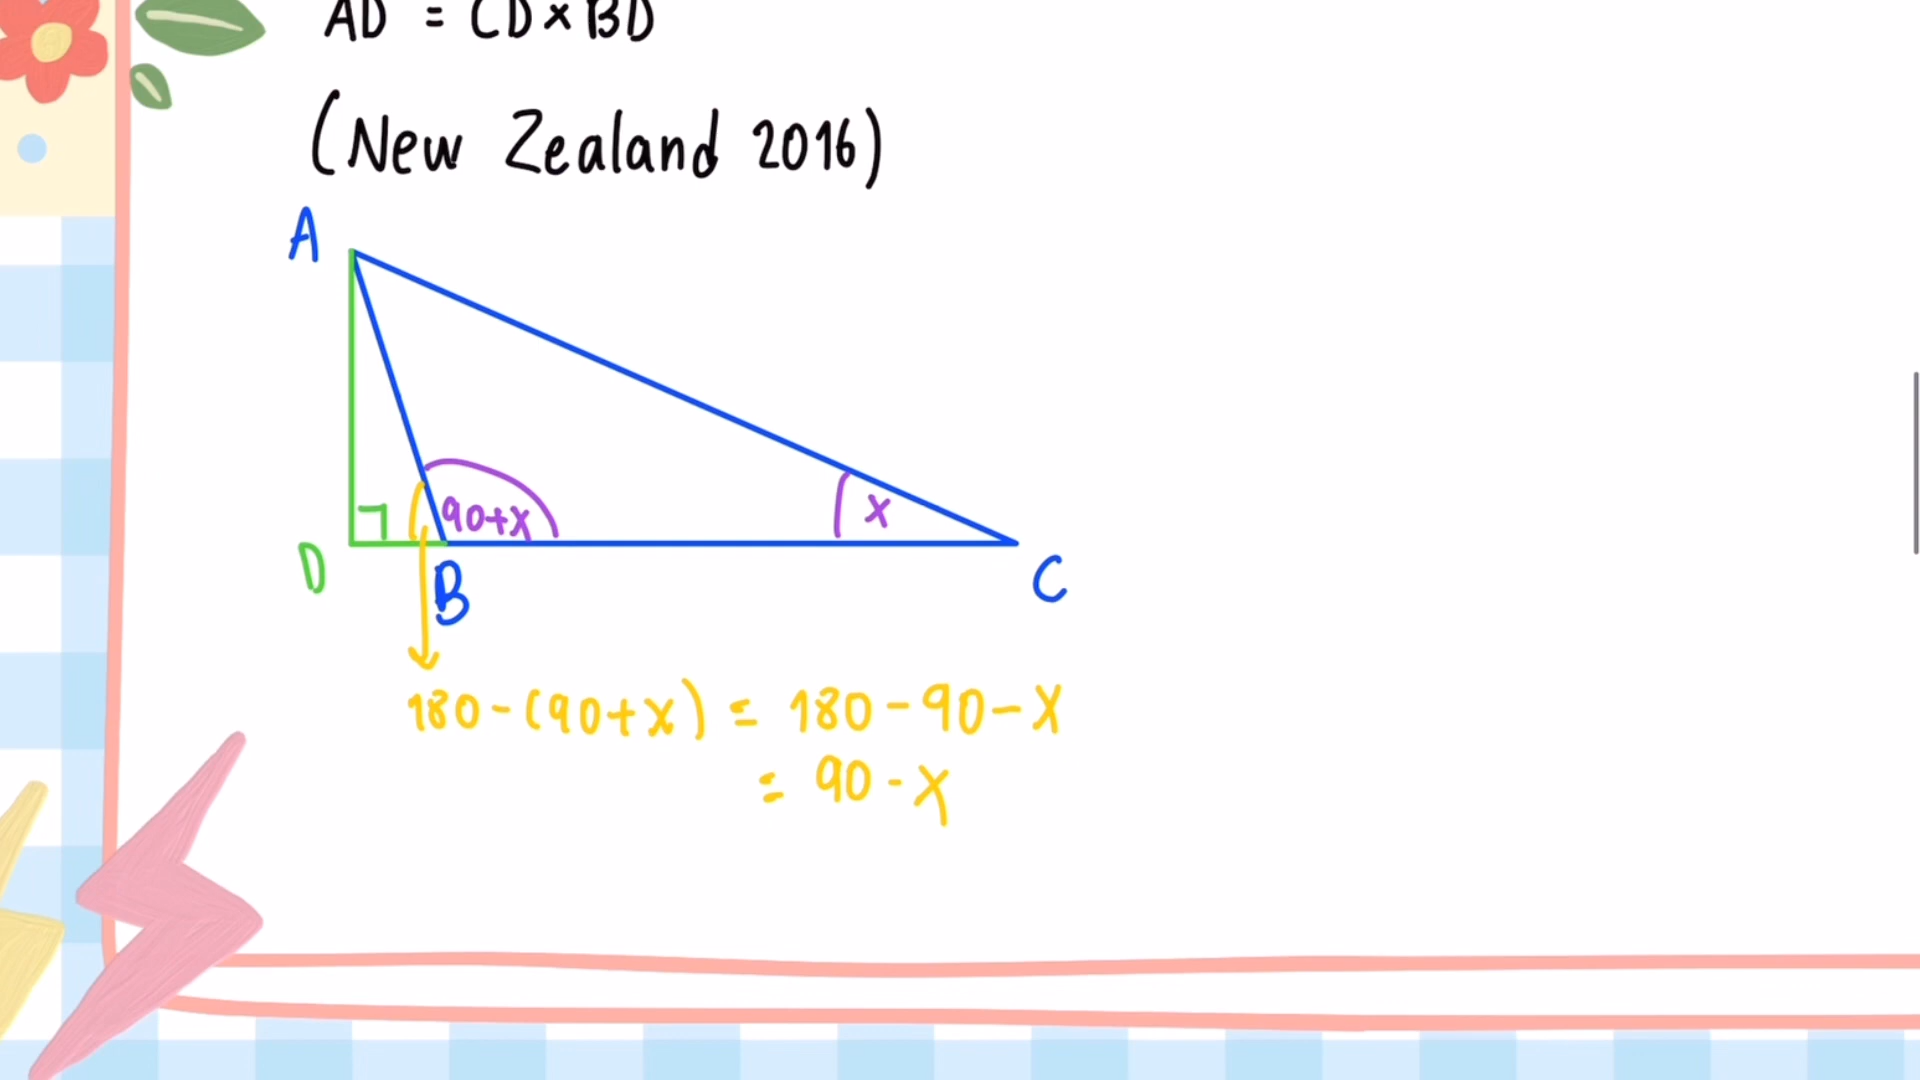 AD = CD × BD
(New Zealand 2016)
A
90+x
x
D
B
C
180-(90+x) = 180-90-x
= 90-x